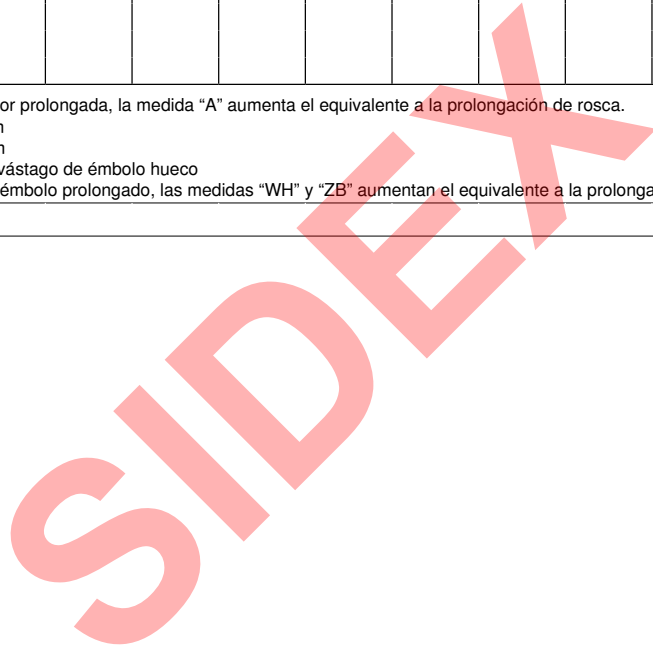 or prolongada, la medida “A” aumenta el equivalente a la prolongación de rosca.
vástago de émbolo hueco
émbolo prolongado, las medidas “WH” y “ZB” aumentan el equivalente a la prolonga
SIDEX